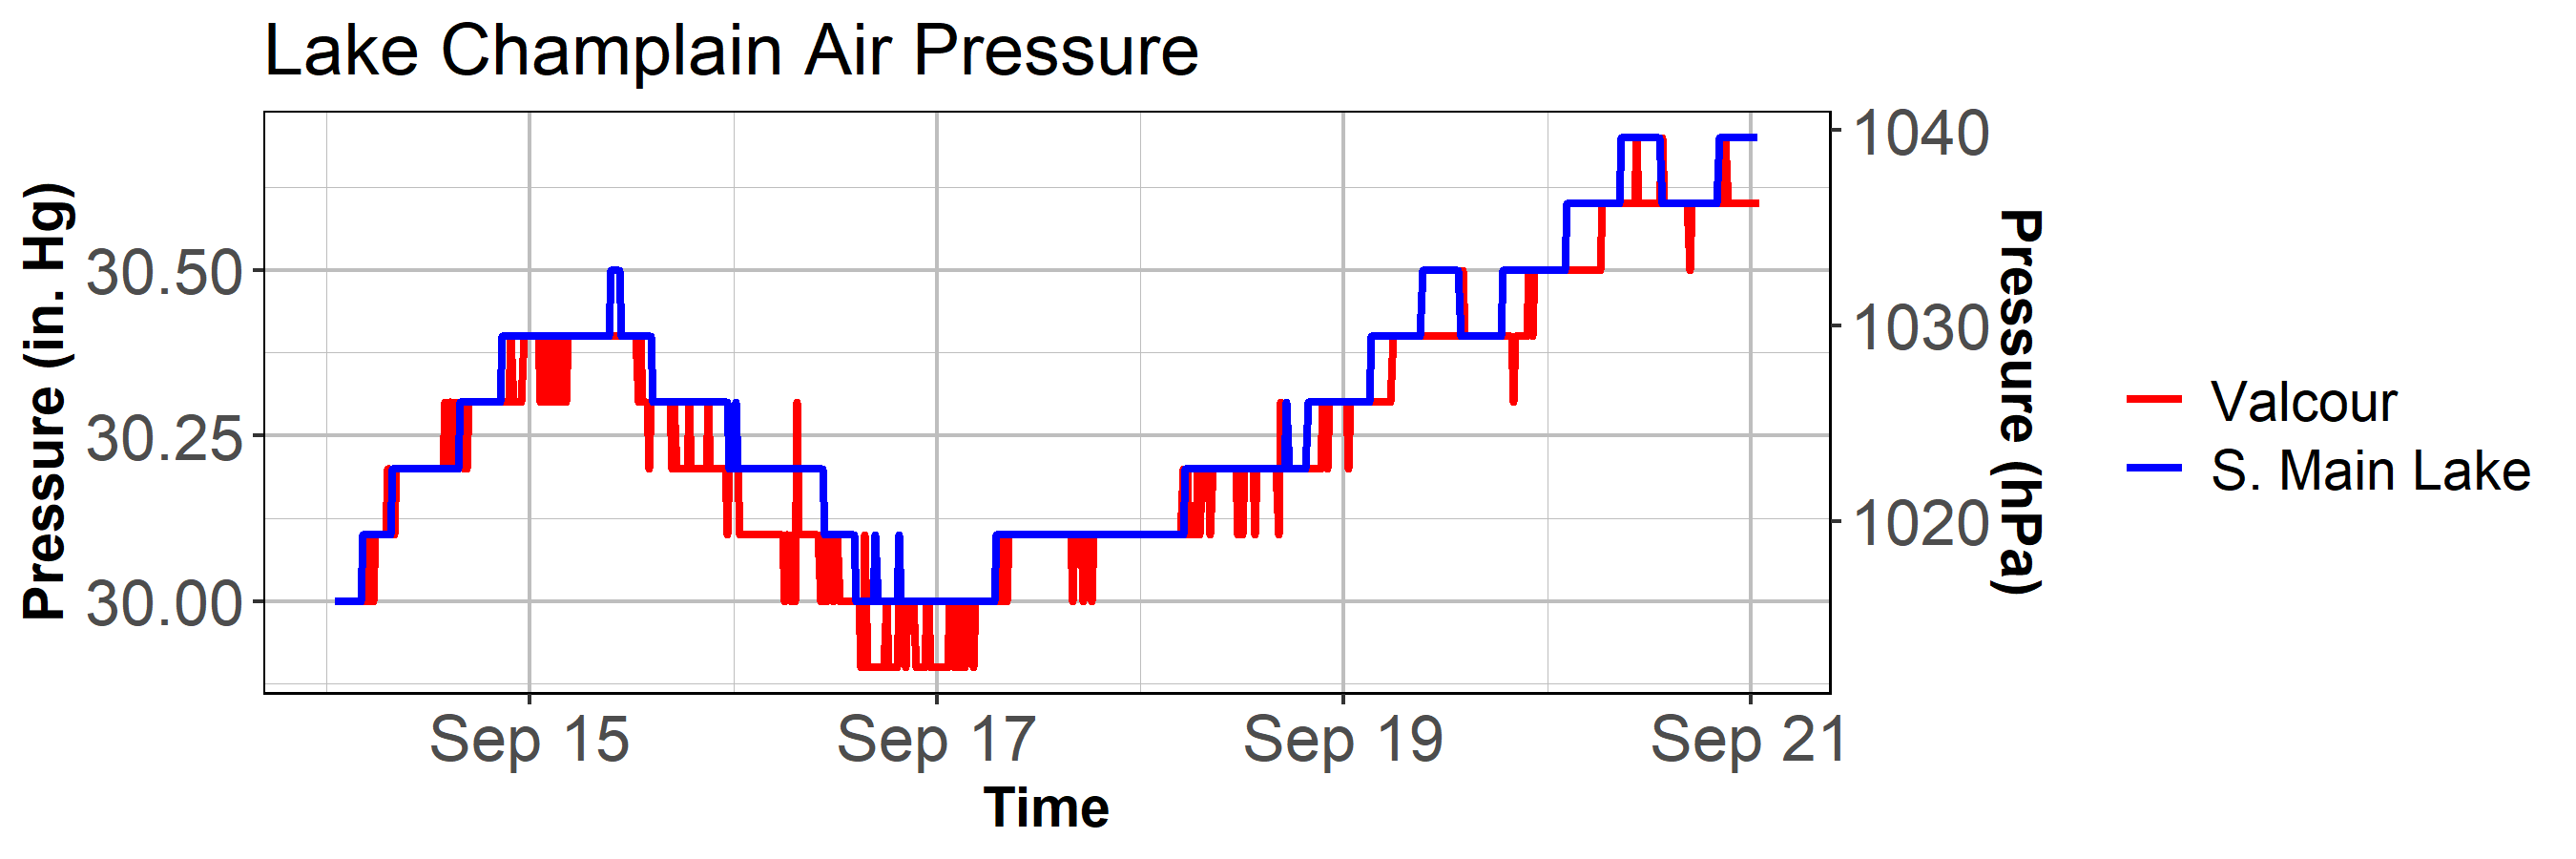 Lake Champlain Air Pressure
Pressure (in. Hg)
30.50
30.25
30.00
1040
1030
1020
Pressure (hPa)
Sep 15
Sep 17
Sep 19
Sep 21
Time
Valcour
S. Main Lake